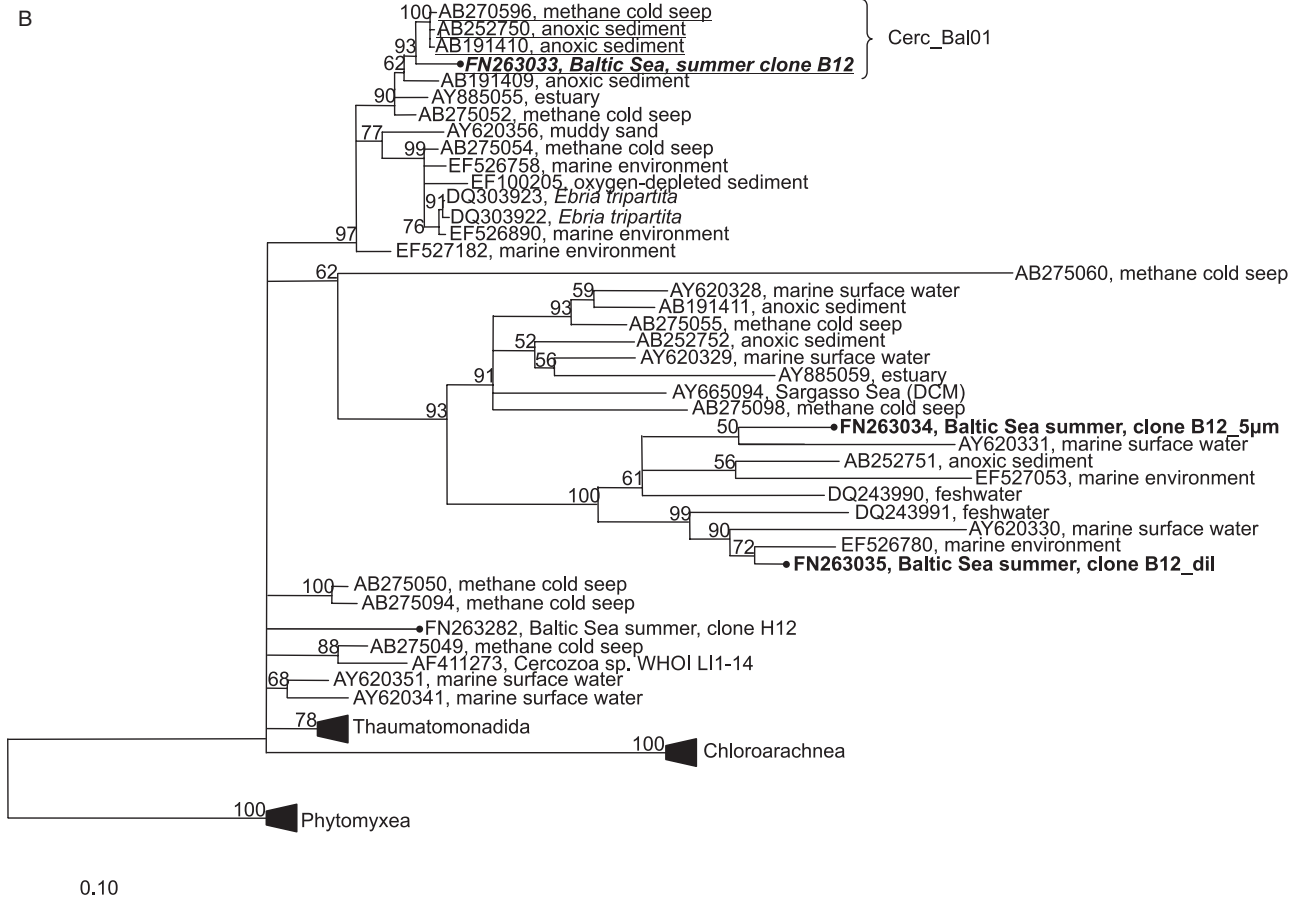 B
100 AB270596, methane cold seep
AB252750, anoxic sediment
93 AB191410, anoxic sediment
Cerc_Bal01
62 FN263033, Baltic Sea, summer clone B12
AB191409, anoxic sediment
90 AY885055, estuary
AB275052, methane cold seep
77 AY620356, muddy sand
99 AB275054, methane cold seep
EF526758, marine environment
EF100205, oxygen-depleted sediment
91 DQ303923, Ebria tripartita
DQ303922, Ebria tripartita
76 EF526890, marine environment
97
EF527182, marine environment
62 AB275060, methane cold seep
59 AY620328, marine surface water
93 AB191411, anoxic sediment
AB275055, methane cold seep
52 AB252752, anoxic sediment
56 AY620329, marine surface water
91 AY885059, estuary
AY665094, Sargasso Sea (DCM)
93 AB275098, methane cold seep
50 FN263034, Baltic Sea summer, clone B12_5µm
AY620331, marine surface water
56 AB252751, anoxic sediment
61 EF527053, marine environment
100 DQ243990, feshwater
99 DQ243991, feshwater
90 AY620330, marine surface water
72 EF526780, marine environment
FN263035, Baltic Sea summer, clone B12_dil
100 AB275050, methane cold seep
AB275094, methane cold seep
FN263282, Baltic Sea summer, clone H12
88 AB275049, methane cold seep
AF411273, Cercozoa sp. WHOI LI1-14
68 AY620351, marine surface water
AY620341, marine surface water
78 Thaumatomonadida
100 Chloroarachnea
100 Phytomyxea
0.10